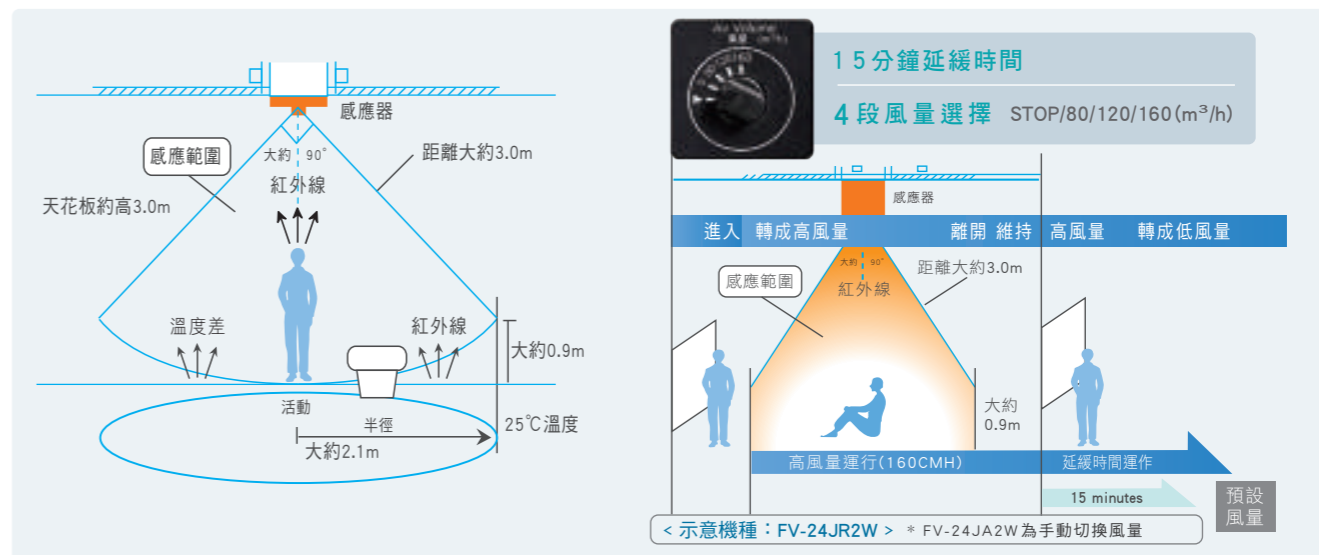 感應器
感應範圍
大約 90°
紅外線
距離大約3.0m
天花板約高3.0m
溫度差
紅外線
大約0.9m
活動
半徑
大約2.1m
25℃溫度
Air Volume
風量 (m³/h)
15分鐘延緩時間
4段風量選擇 STOP/80/120/160(m³/h)
感應器
進入 轉成高風量 離開 維持 高風量 轉成低風量
大約 90°
紅外線
感應範圍
距離大約3.0m
大約
0.9m
高風量運行(160CMH)
延緩時間運作
15 minutes
預設
風量
< 示意機種：FV-24JR2W > * FV-24JA2W為手動切換風量